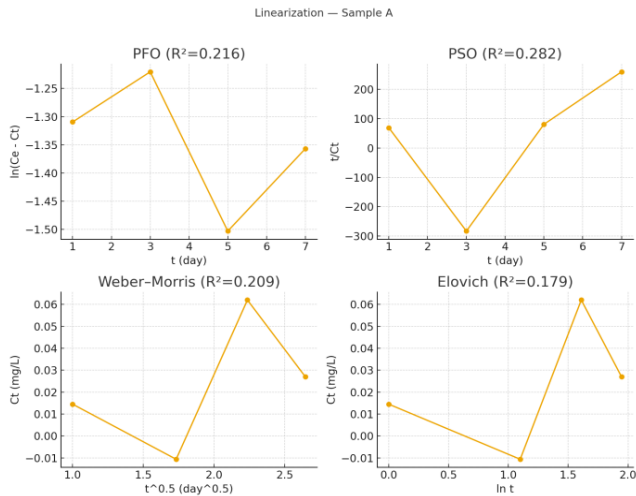 Linearization — Sample A
PFO (R²=0.216)
ln(Ce - Ct)
−1.25
−1.30
−1.35
−1.40
−1.45
−1.50
1 2 3 4 5 6 7
t (day)
PSO (R²=0.282)
t/Ct
200
100
0
−100
−200
−300
1 2 3 4 5 6 7
t (day)
Weber–Morris (R²=0.209)
Ct (mg/L)
0.06
0.05
0.04
0.03
0.02
0.01
0.00
−0.01
1.0 1.5 2.0 2.5
t^0.5 (day^0.5)
Elovich (R²=0.179)
Ct (mg/L)
0.06
0.05
0.04
0.03
0.02
0.01
0.00
−0.01
0.0 0.5 1.0 1.5 2.0
ln t